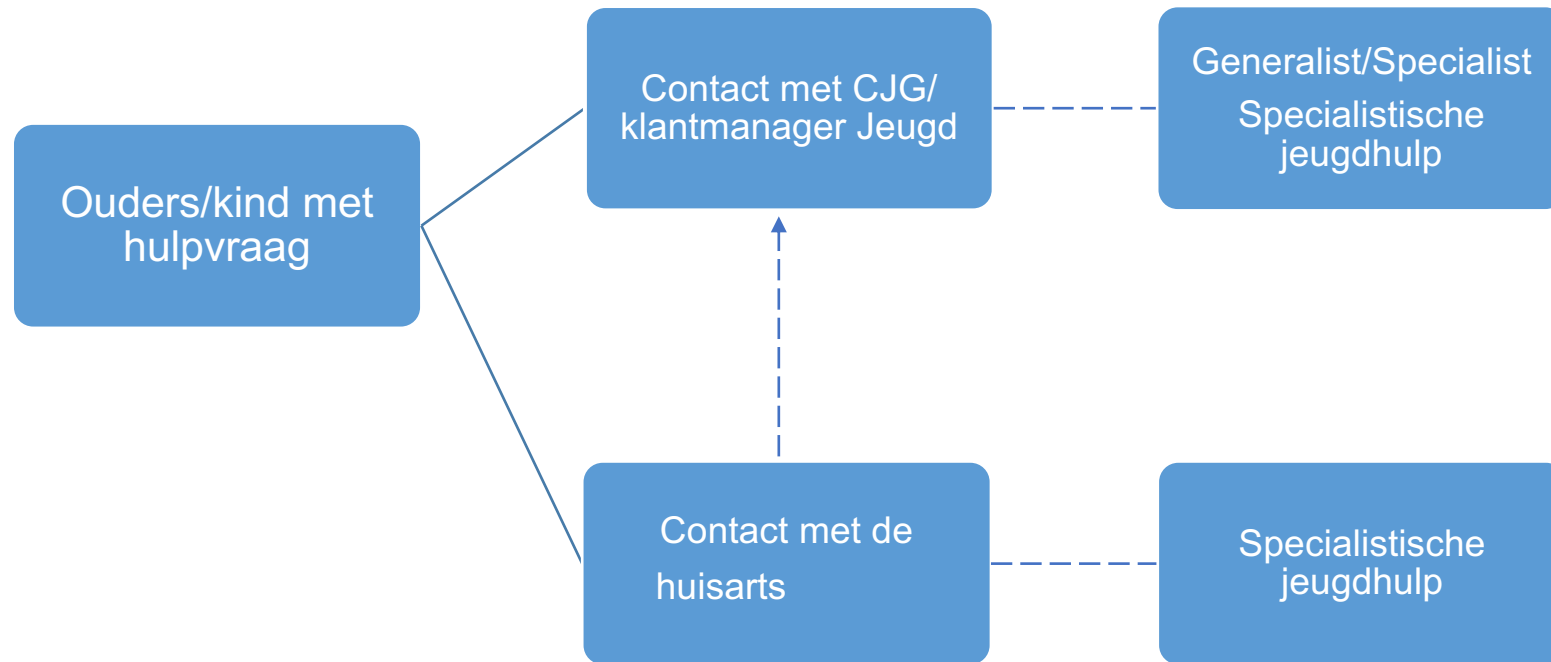 Ouders/kind met
hulpvraag
Contact met CJG/
klantmanager Jeugd
Generalist/Specialist
Specialistische
jeugdhulp
Contact met de
huisarts
Specialistische
jeugdhulp